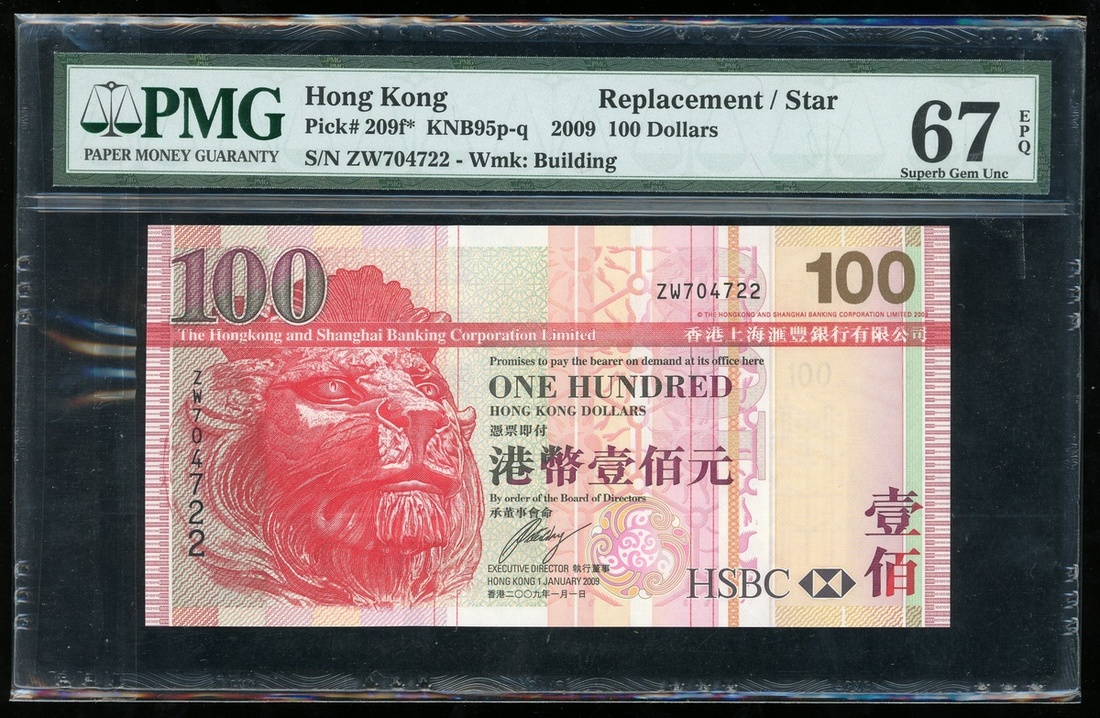 PMG
PAPER MONEY GUARANTY
Hong Kong Replacement / Star
Pick# 209f* KNB95p-q 2009 100 Dollars
S/N ZW704722 - Wmk: Building
67 EPQ
Superb Gem Unc
100
ZW704722
100
© THE HONGKONG AND SHANGHAI BANKING CORPORATION LIMITED
The Hongkong and Shanghai Banking Corporation Limited
香港上海滙豐銀行有限公司
ZW704722
Promises to pay the bearer on demand at its office here
ONE HUNDRED
HONG KONG DOLLARS
憑票即付
港幣壹佰元
By order of the Board of Directors
承董事會命
EXECUTIVE DIRECTOR 執行董事
HONG KONG 1 JANUARY 2009
香港二〇〇九年一月一日
100
壹佰
HSBC